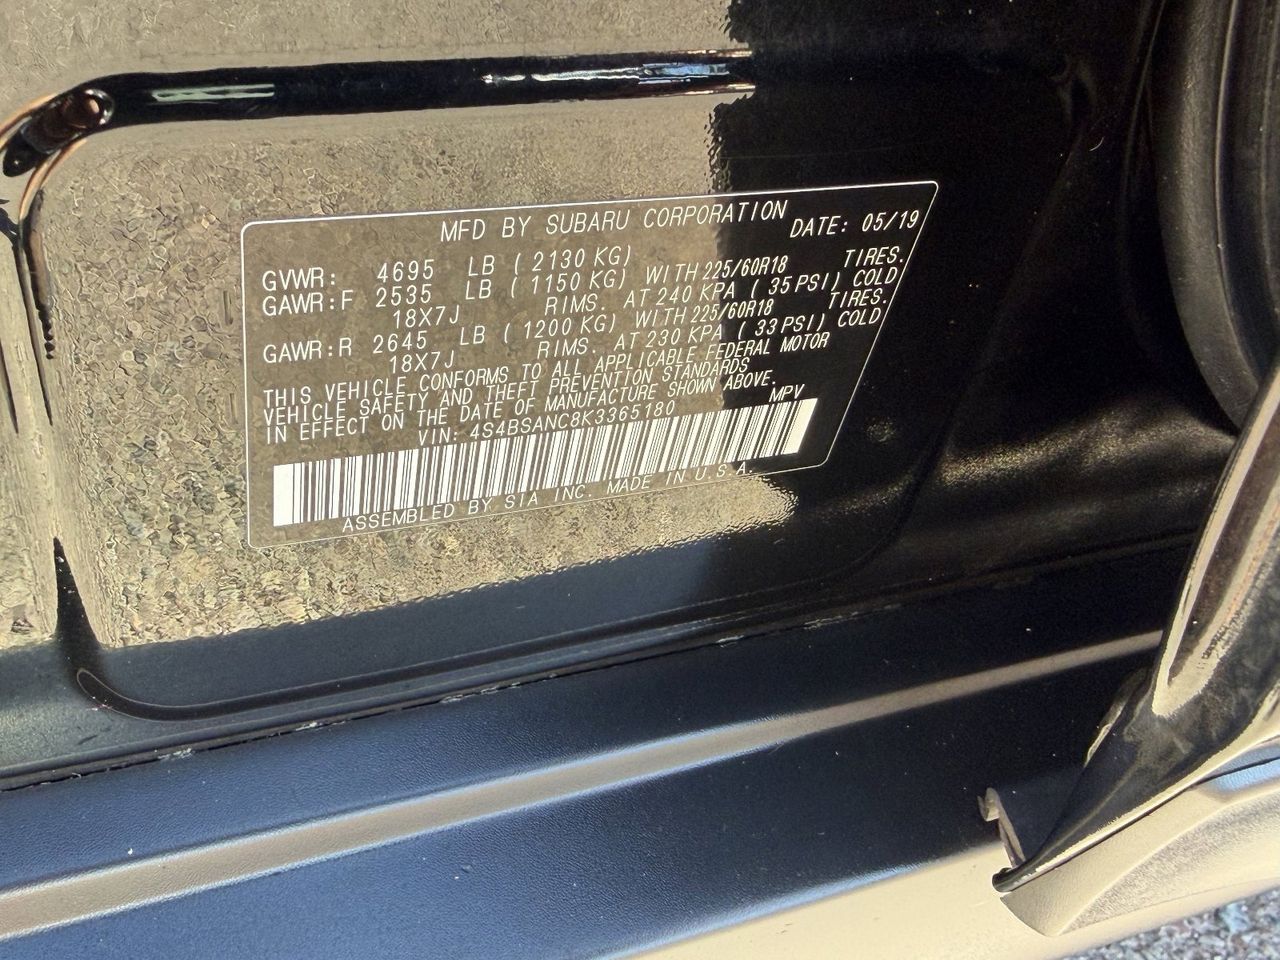 MFD BY SUBARU CORPORATION DATE: 05/19
GVWR: 4695 LB (2130 KG)
GAWR:F 2535 LB (1150 KG) WITH 225/60R18 TIRES.
18X7J RIMS. AT 240 KPA (35 PSI) COLD
GAWR:R 2645 LB (1200 KG) WITH 225/60R18 TIRES.
18X7J RIMS. AT 230 KPA (33 PSI) COLD
THIS VEHICLE CONFORMS TO ALL APPLICABLE FEDERAL MOTOR
VEHICLE SAFETY AND THEFT PREVENTION STANDARDS
IN EFFECT ON THE DATE OF MANUFACTURE SHOWN ABOVE.
VIN: 4S4BSANC8K3365180 MPV
ASSEMBLED BY SIA INC. MADE IN U.S.A.